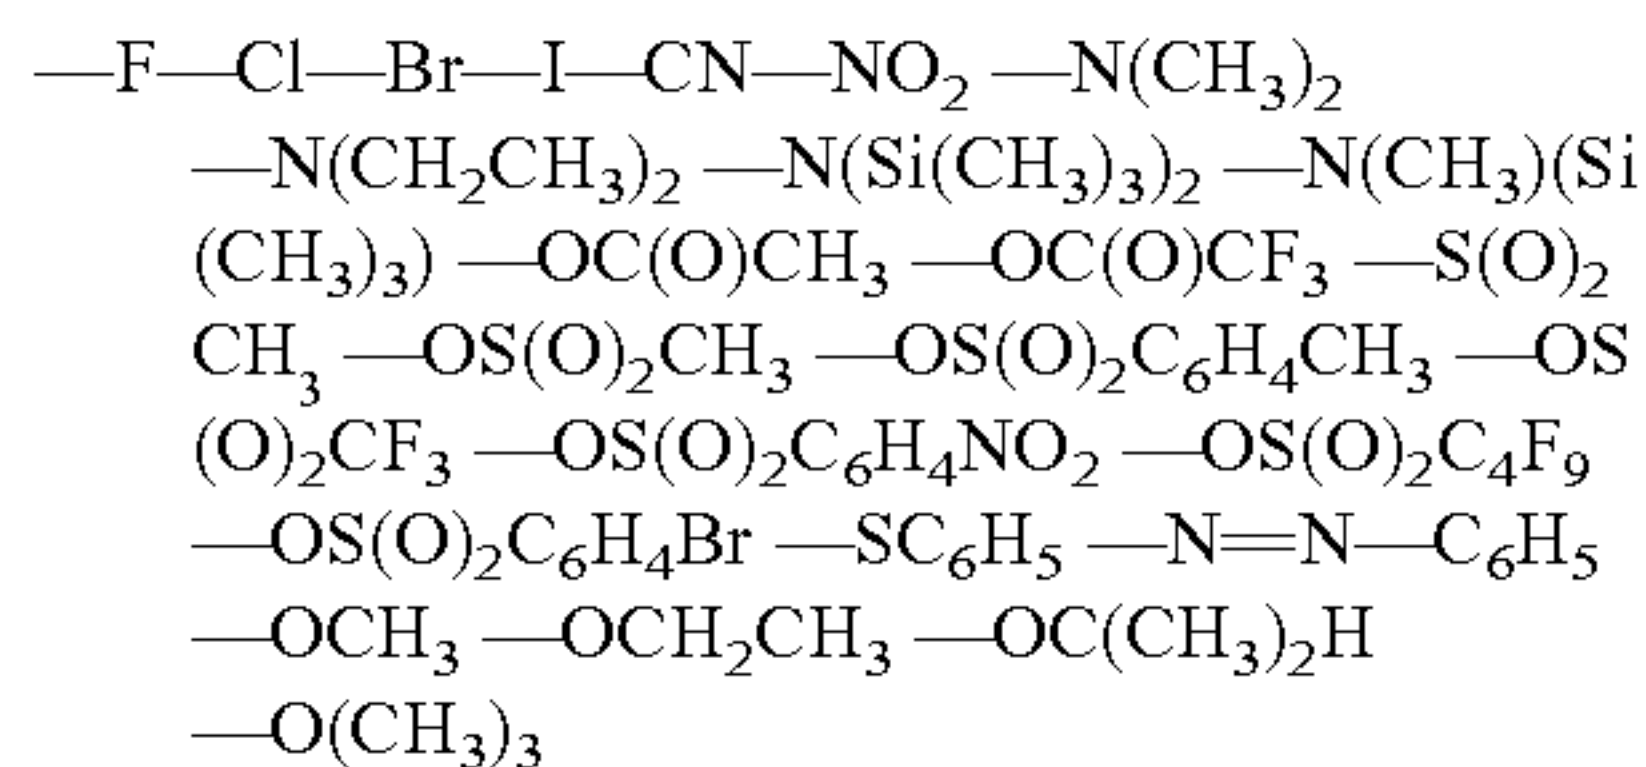 —F—Cl—Br—I—CN—NO₂ —N(CH₃)₂
—N(CH₂CH₃)₂ —N(Si(CH₃)₃)₂ —N(CH₃)(Si
(CH₃)₃) —OC(O)CH₃ —OC(O)CF₃ —S(O)₂
CH₃ —OS(O)₂CH₃ —OS(O)₂C₆H₄CH₃ —OS
(O)₂CF₃ —OS(O)₂C₆H₄NO₂ —OS(O)₂C₄F₉
—OS(O)₂C₆H₄Br —SC₆H₅ —N=N—C₆H₅
—OCH₃ —OCH₂CH₃ —OC(CH₃)₂H
—O(CH₃)₃